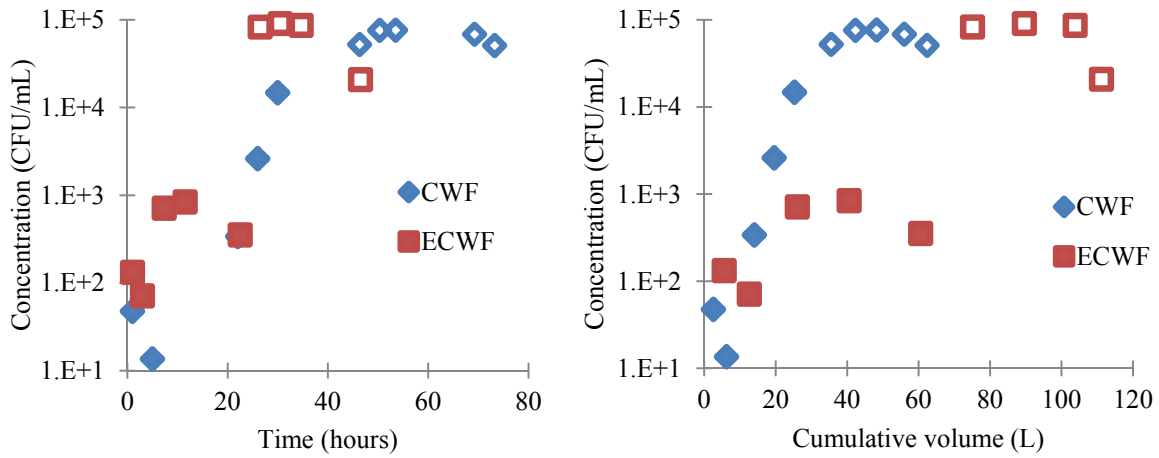 Concentration (CFU/mL)
1.E+5
1.E+4
1.E+3
1.E+2
1.E+1
0
20
40
60
80
Time (hours)
CWF
ECWF
Concentration (CFU/mL)
1.E+5
1.E+4
1.E+3
1.E+2
1.E+1
0
20
40
60
80
100
120
Cumulative volume (L)
CWF
ECWF